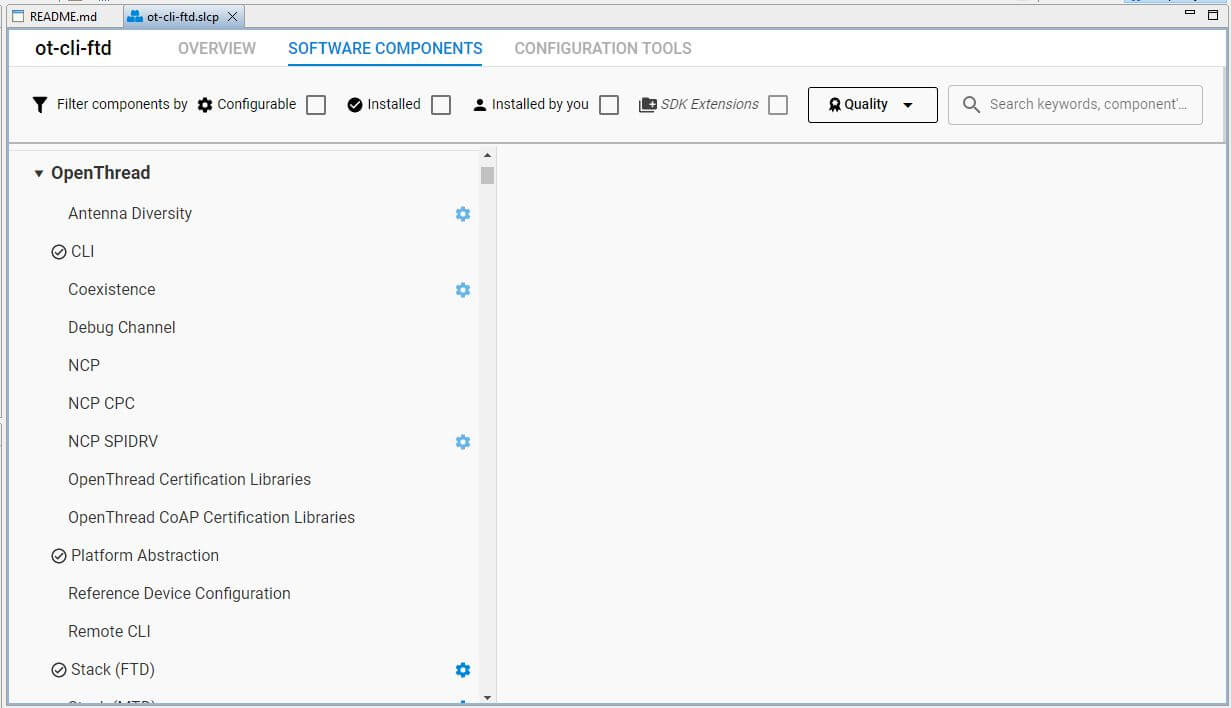 README.md
ot-cli-ftd.slcp
ot-cli-ftd
OVERVIEW
SOFTWARE COMPONENTS
CONFIGURATION TOOLS
Filter components by Configurable Installed Installed by you SDK Extensions Quality Search keywords, component'...
OpenThread
Antenna Diversity
CLI
Coexistence
Debug Channel
NCP
NCP CPC
NCP SPIDRV
OpenThread Certification Libraries
OpenThread CoAP Certification Libraries
Platform Abstraction
Reference Device Configuration
Remote CLI
Stack (FTD)
Stack (MTD)